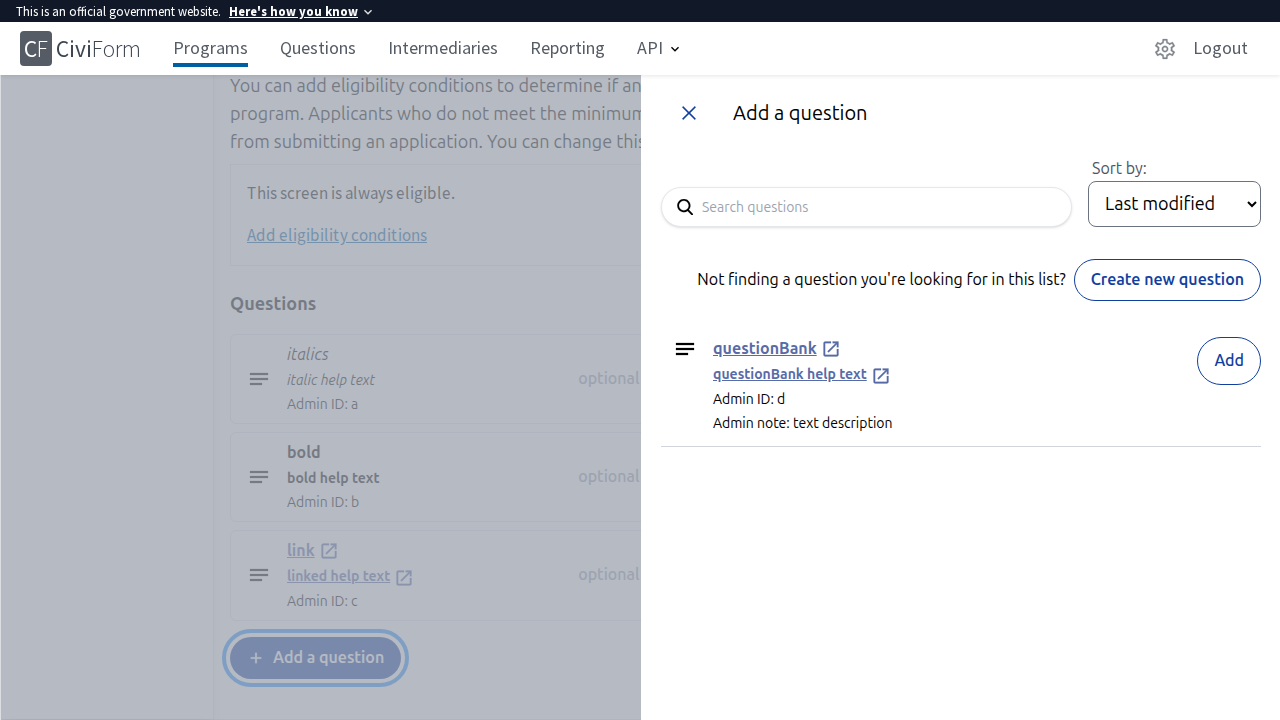 This is an official government website. Here's how you know
CF CiviForm Programs Questions Intermediaries Reporting API Logout
You can add eligibility conditions to determine if an
program. Applicants who do not meet the minimum
from submitting an application. You can change this
This screen is always eligible.
Add eligibility conditions
Questions
italics
italic help text
Admin ID: a
optional
bold
bold help text
Admin ID: b
optional
link
linked help text
Admin ID: c
optional
+ Add a question
Add a question
Sort by:
Search questions
Last modified
Not finding a question you're looking for in this list? Create new question
questionBank
questionBank help text
Admin ID: d
Admin note: text description
Add